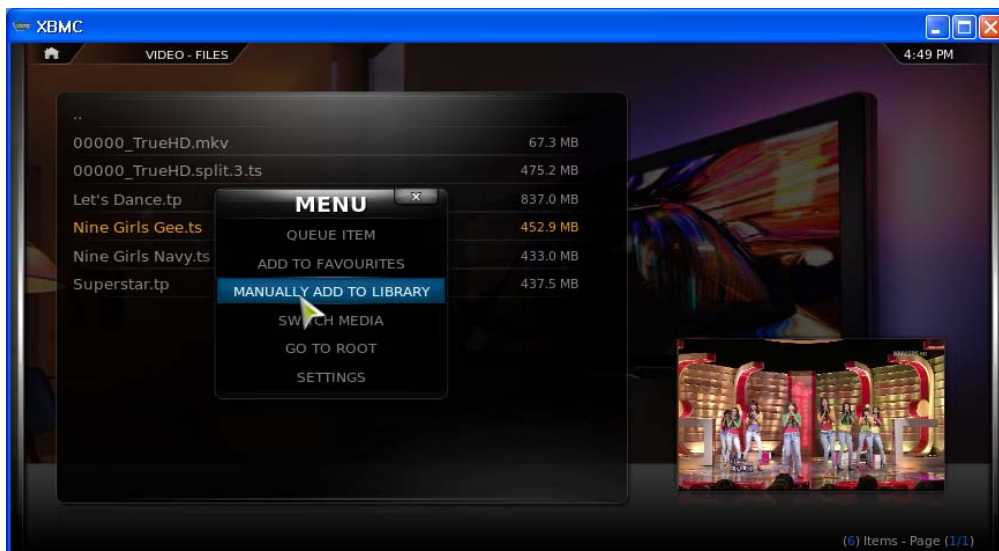 XBMC
VIDEO - FILES
4:49 PM
..
00000_TrueHD.mkv 67.3 MB
00000_TrueHD.split.3.ts 475.2 MB
Let's Dance.tp 837.0 MB
Nine Girls Gee.ts 452.9 MB
Nine Girls Navy.ts 433.0 MB
Superstar.tp 437.5 MB
MENU
QUEUE ITEM
ADD TO FAVOURITES
MANUALLY ADD TO LIBRARY
SWITCH MEDIA
GO TO ROOT
SETTINGS
(6) Items - Page (1/1)